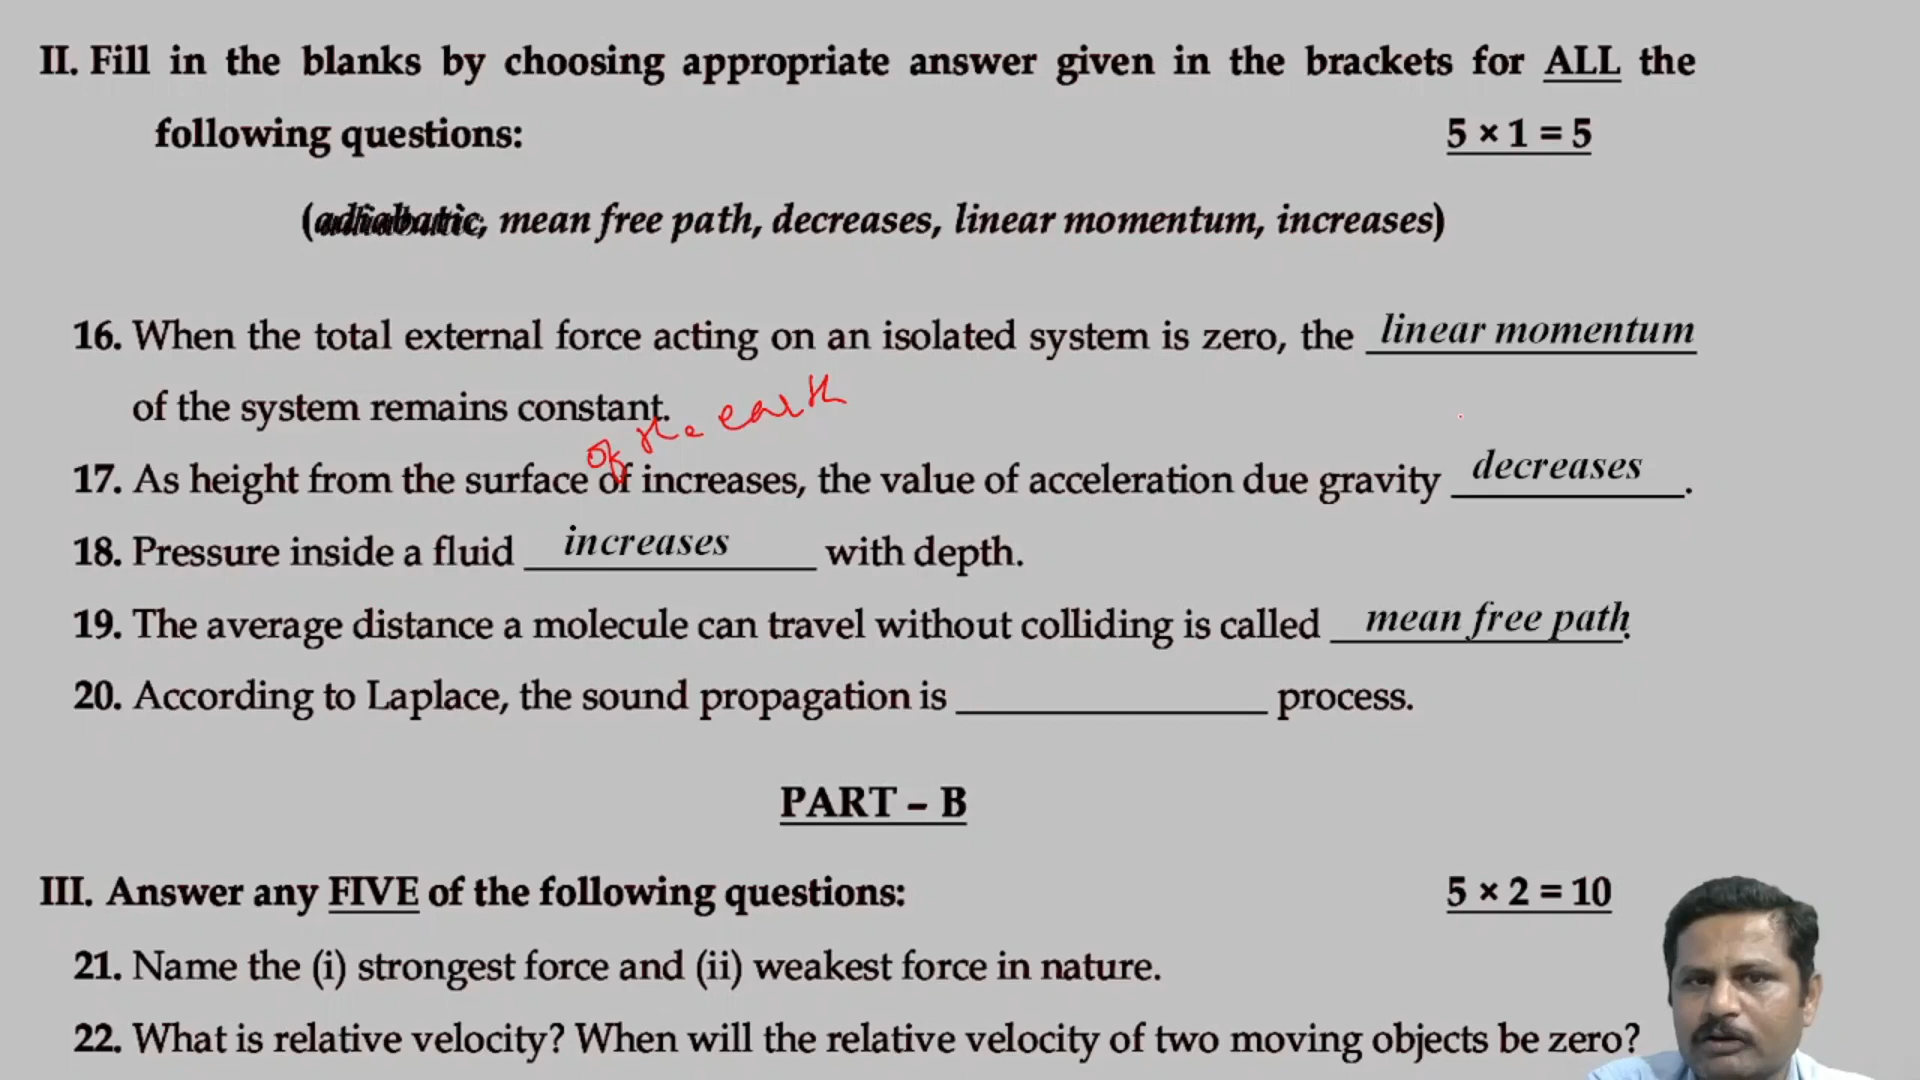 II. Fill in the blanks by choosing appropriate answer given in the brackets for ALL the
following questions: 5 × 1 = 5
(adiabatic, mean free path, decreases, linear momentum, increases)
16. When the total external force acting on an isolated system is zero, the linear momentum
of the system remains constant.
of the earth
17. As height from the surface of increases, the value of acceleration due gravity decreases.
18. Pressure inside a fluid increases with depth.
19. The average distance a molecule can travel without colliding is called mean free path.
20. According to Laplace, the sound propagation is ______________ process.
PART – B
III. Answer any FIVE of the following questions: 5 × 2 = 10
21. Name the (i) strongest force and (ii) weakest force in nature.
22. What is relative velocity? When will the relative velocity of two moving objects be zero?